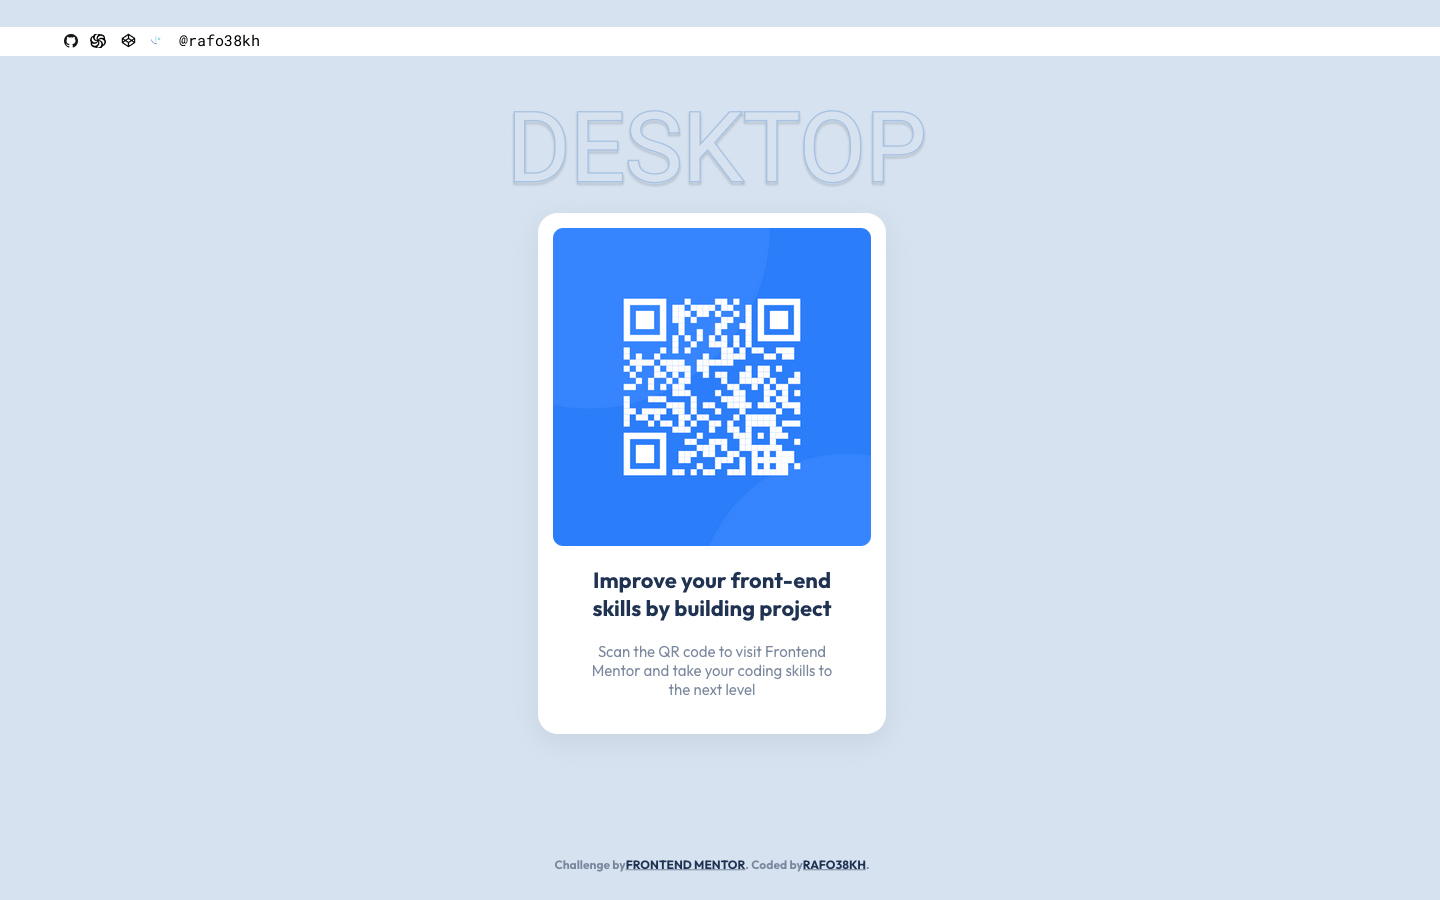 @rafo38kh
DESKTOP
Improve your front-end
skills by building project
Scan the QR code to visit Frontend
Mentor and take your coding skills to
the next level
Challenge byFRONTEND MENTOR. Coded byRAFO38KH.